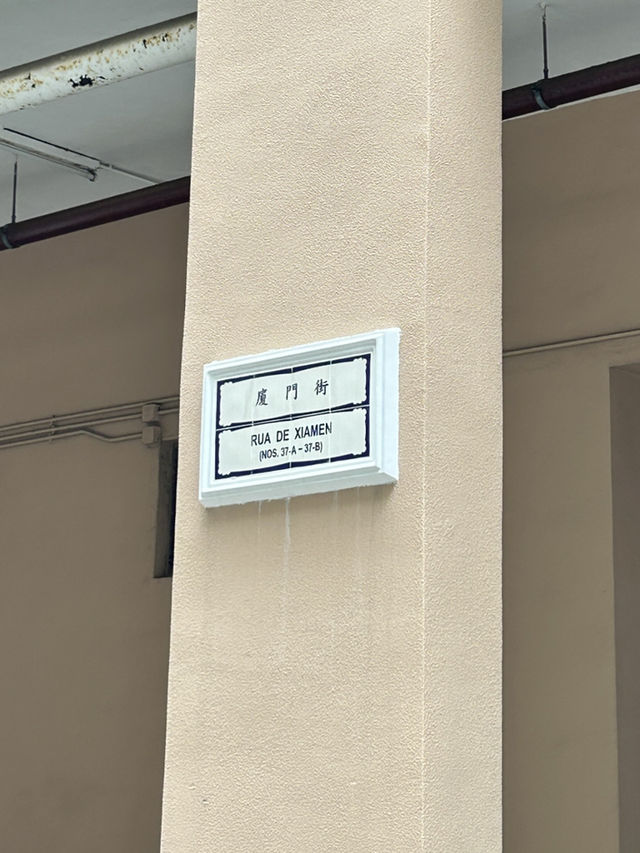 廈門街
RUA DE XIAMEN
(NOS. 37-A – 37-B)